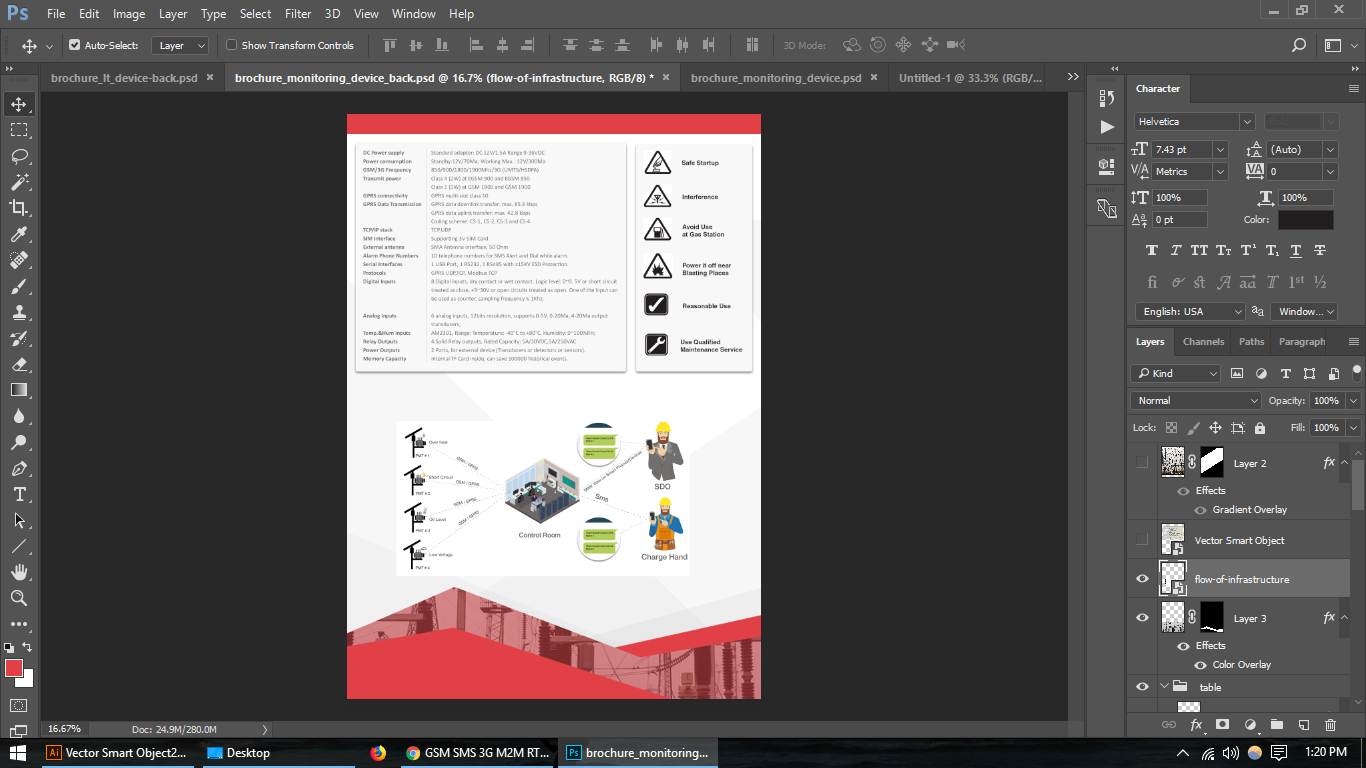 Ps File Edit Image Layer Type Select Filter 3D View Window Help
Auto-Select: Layer Show Transform Controls 3D Mode:
brochure_lt_device-back.psd × brochure_monitoring_device_back.psd @ 16.7% (flow-of-infrastructure, RGB/8) * × brochure_monitoring_device.psd × Untitled-1 @ 33.3% (RGB/...
Character
Helvetica
7.43 pt (Auto)
Metrics 0
100% 100%
0 pt Color:
English: USA Windows...
Layers Channels Paths Paragraph
Kind
Normal Opacity: 100%
Lock: Fill: 100%
Layer 2 fx
Effects
Gradient Overlay
Vector Smart Object
flow-of-infrastructure
Layer 3 fx
Effects
Color Overlay
table
DC Power supply Standard adapter: DC 12V/1.5A Range 9-36VDC
Power consumption Standby:12V/70Ma; Working Max.: 12V/300Ma
GSM/3G Frequency 850/900/1800/1900MHz/3G (UMTS/HSDPA)
Transmit power Class 4 (2W) at EGSM 900 and EGSM 850
Class 1 (1W) at GSM 1800 and GSM 1900
GPRS connectivity GPRS multi-slot class 10
GPRS Data Transmission GPRS data downlink transfer: max. 85.6 kbps
GPRS data uplink transfer: max. 42.8 kbps
Coding scheme: CS-1, CS-2, CS-3 and CS-4
TCP/IP stack TCP,UDP
SIM Interface Supporting 3V SIM Card
External antenna SMA Antenna Interface, 50 Ohm
Alarm Phone Numbers 10 telephone numbers for SMS Alert and Dial while alarm.
Serial Interfaces 1 USB Port, 1 RS232, 1 RS485 with ±15KV ESD Protection.
Protocols GPRS UDP,TCP, Modbus TCP
Digital Inputs
treated as close, +3~30V or open circuits treated as open. One of the input can
be used as counter, sampling frequency is 1Khz;
Analog Inputs 6 analog inputs, 12bits resolution, supports 0-5V, 0-20Ma, 4-20Ma output
transducers;
Temp.&Hum Inputs AM2301, Range: Temperature: -40°C to +80°C, Humidity: 0~100%RH;
Relay Outputs 4 Solid Relay outputs, Rated Capacity: 5A/30VDC,5A/250VAC
Power Outputs 2 Ports, for external device (Transducers or detectors or sensors).
Memory Capacity Internal TF Card inside, can save 100000 historical events.
Safe Startup
Interference
Avoid Use
at Gas Station
Power it off near
Blasting Places
Reasonable Use
Use Qualified
Maintenance Service
Over heat
PMT # 1
Short Circuit
PMT # 2
Oil Level
PMT # 3
Low Voltage
PMT # 4
GSM / GPRS
GSM / GPRS
GSM / GPRS
GSM / GPRS
Control Room
Sms
SDO
Charge Hand
16.67% Doc: 24.9M/280.0M
Vector Smart Object2... Desktop GSM SMS 3G M2M RT... brochure_monitoring... 1:20 PM